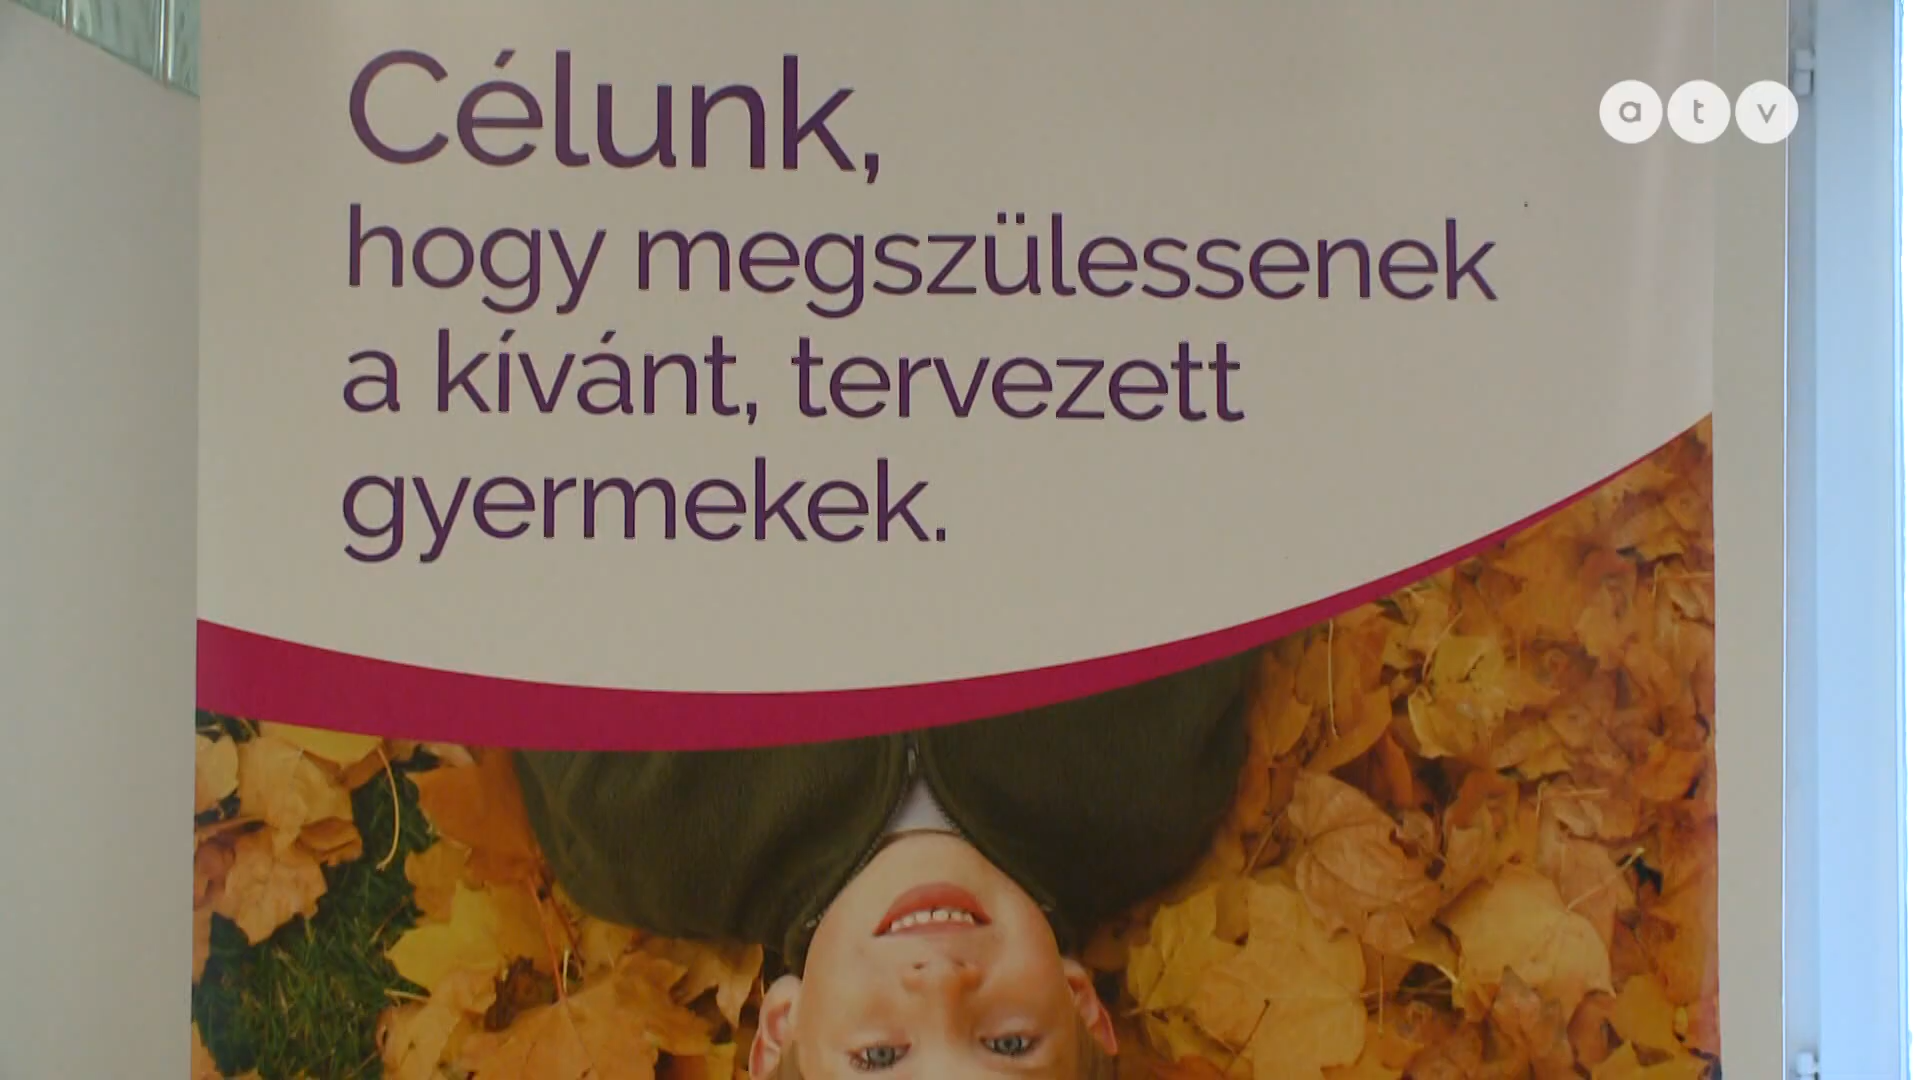 Célunk,
hogy megszülessenek
a kívánt, tervezett
gyermekek.
atv